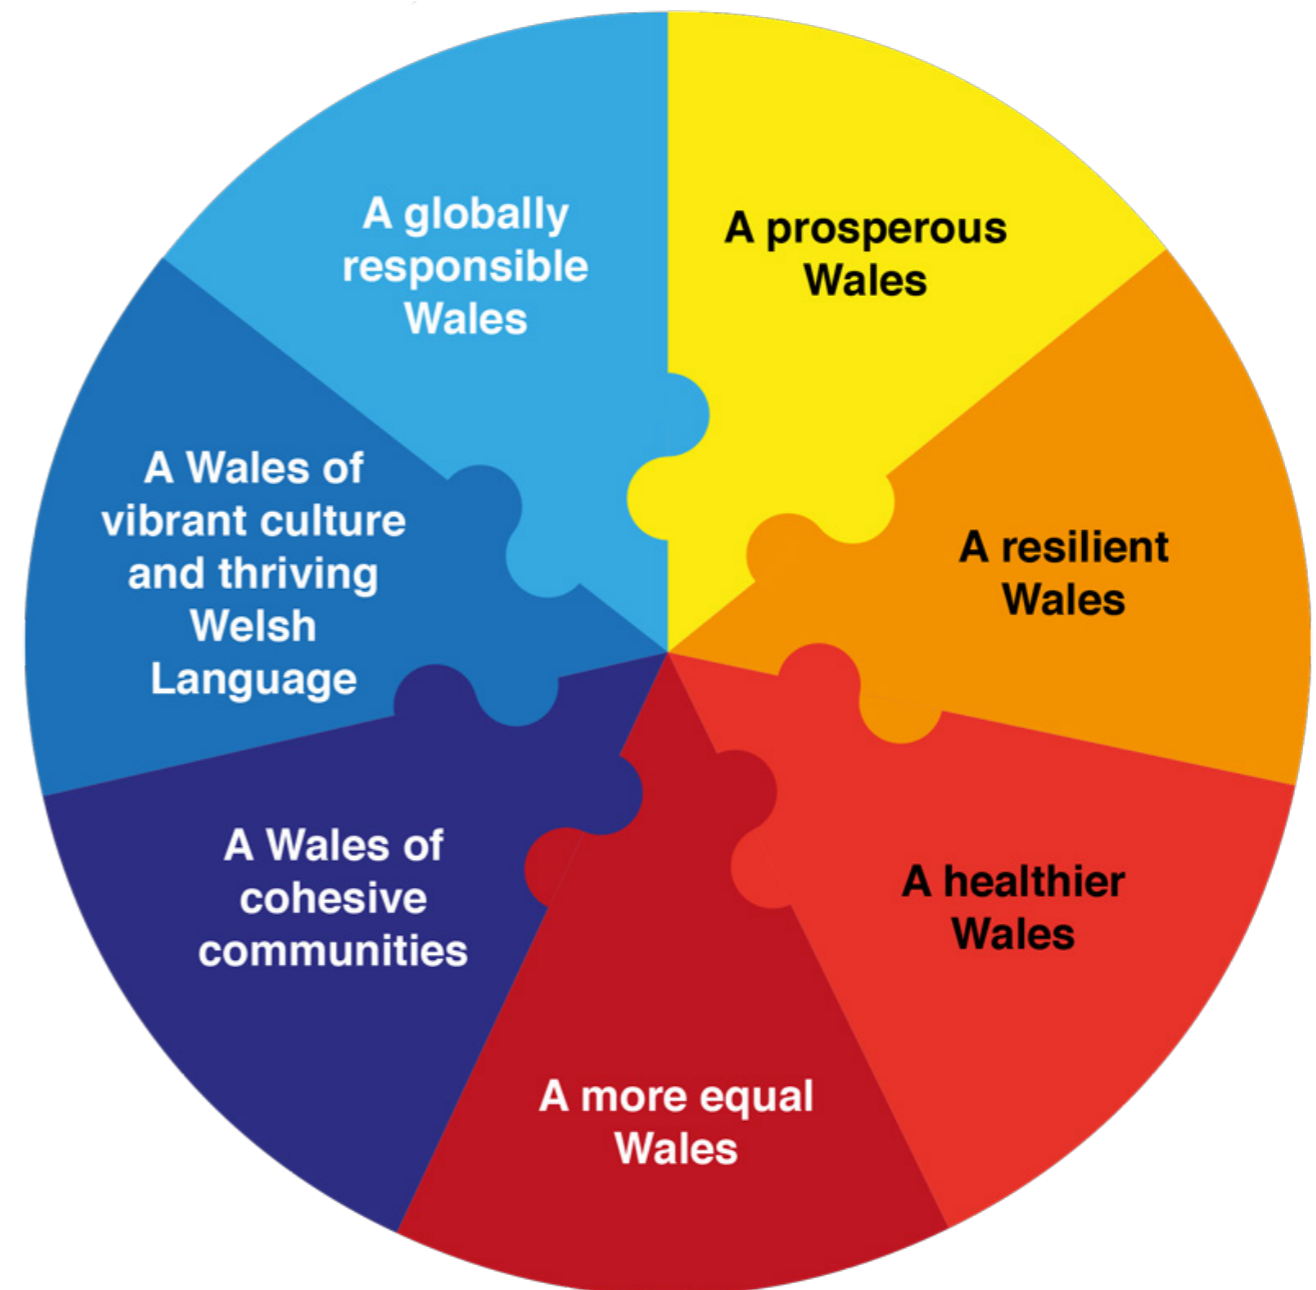 A globally
responsible
Wales
A prosperous
Wales
A resilient
Wales
A healthier
Wales
A more equal
Wales
A Wales of
cohesive
communities
A Wales of
vibrant culture
and thriving
Welsh
Language